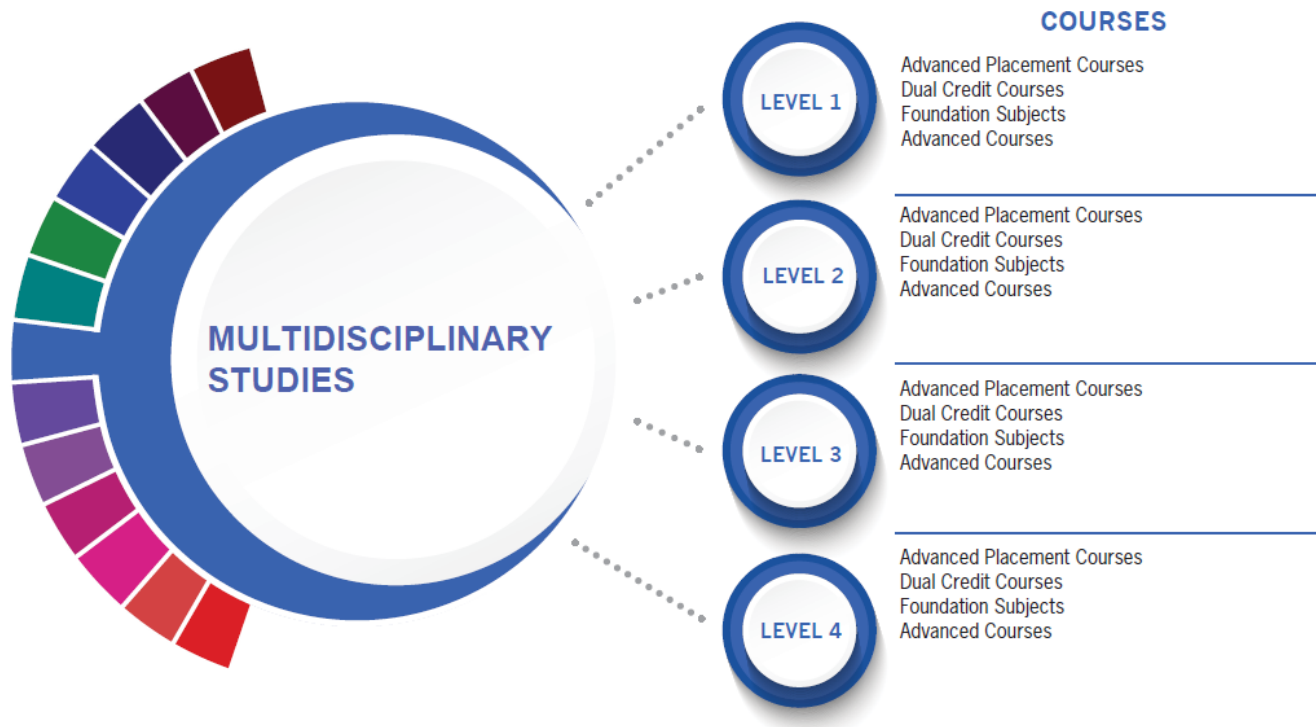 COURSES
MULTIDISCIPLINARY
STUDIES
LEVEL 1
Advanced Placement Courses
Dual Credit Courses
Foundation Subjects
Advanced Courses
LEVEL 2
Advanced Placement Courses
Dual Credit Courses
Foundation Subjects
Advanced Courses
LEVEL 3
Advanced Placement Courses
Dual Credit Courses
Foundation Subjects
Advanced Courses
LEVEL 4
Advanced Placement Courses
Dual Credit Courses
Foundation Subjects
Advanced Courses